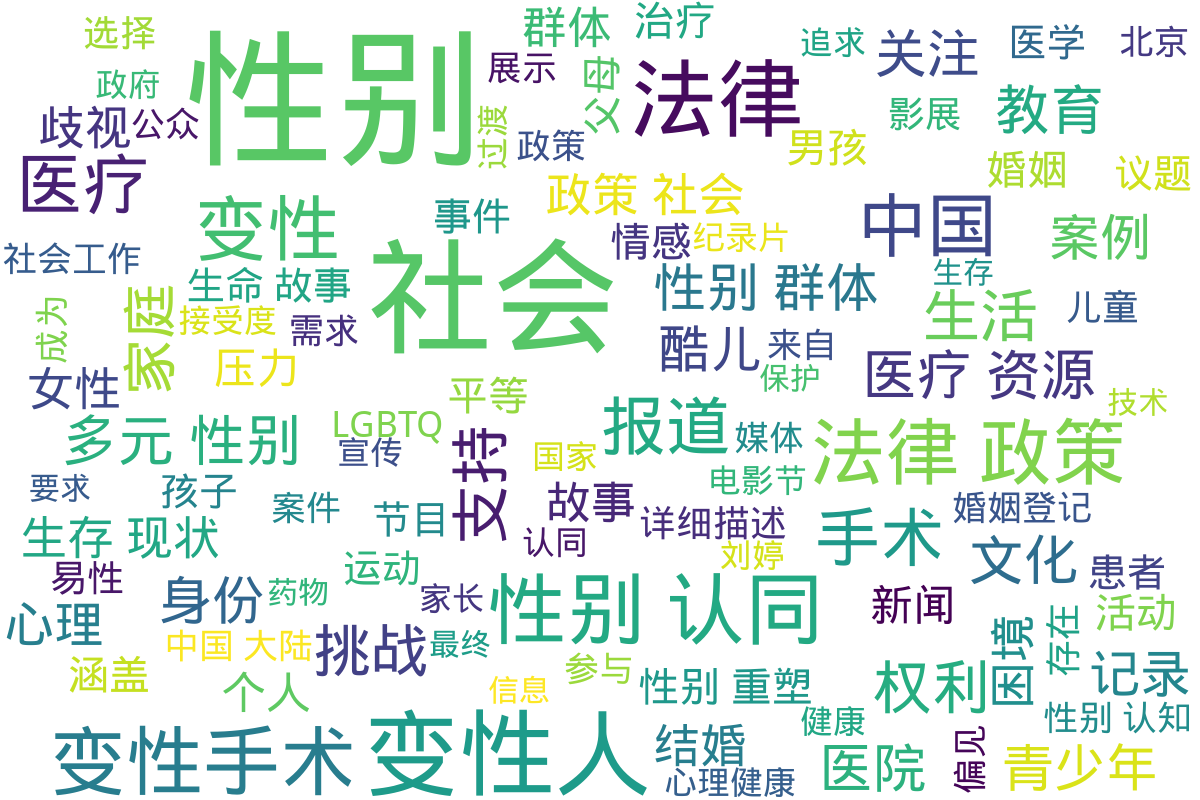 选择
群体
治疗
追求
关注
医学
北京
政府
性别
展示
父母
法律
影展
教育
歧视
公众
过渡
政策
男孩
婚姻
议题
医疗
变性
事件
政策 社会
情感
纪录片
中国
案例
社会工作
生命 故事
社会
性别 群体
生存
儿童
成为
家庭
接受度
需求
酷儿
来自
生活
女性
压力
平等
保护
医疗 资源
技术
多元 性别
LGBTQ
宣传
支持
国家
报道
媒体
电影节
法律 政策
要求
孩子
案件
节目
故事
详细描述
婚姻登记
生存 现状
认同
刘婷
手术
文化
患者
易性
运动
药物
家长
性别 认同
新闻
活动
心理
身份
中国 大陆
挑战
最终
困境
存在
涵盖
个人
信息
参与
性别 重塑
权利
记录
变性手术
变性人
结婚
心理健康
健康
医院
偏见
性别 认知
青少年